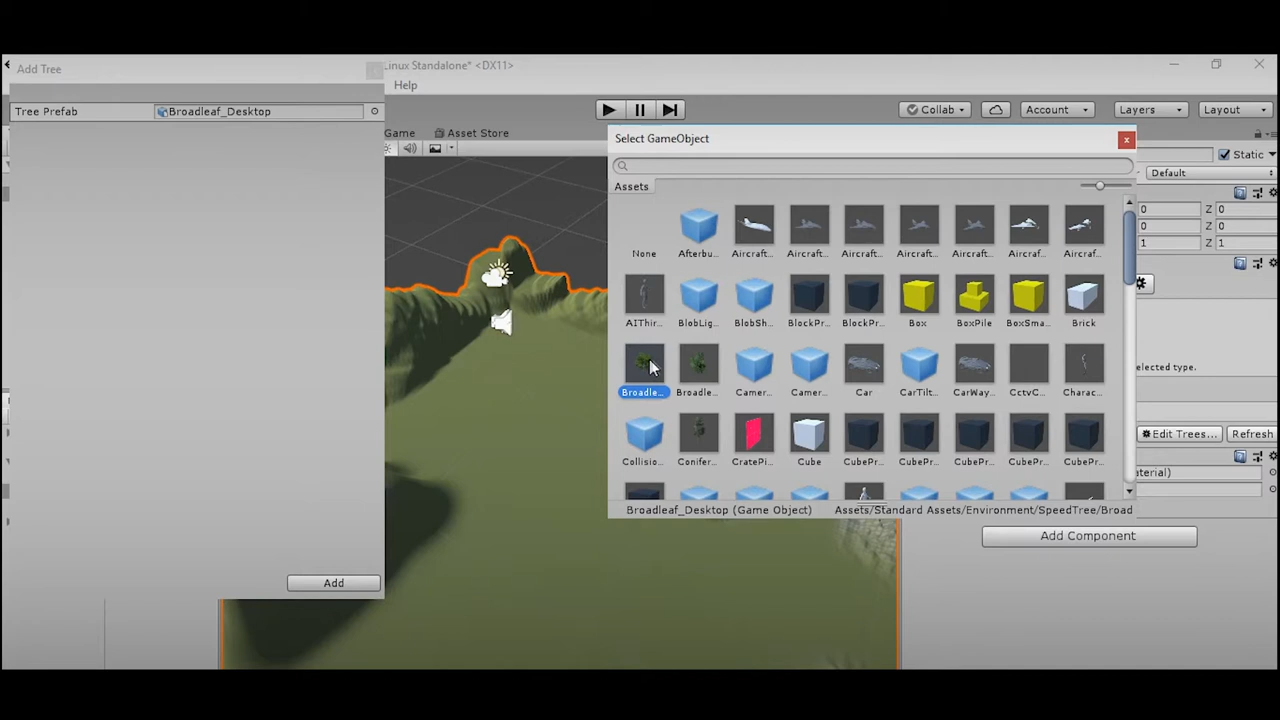 Add Tree
Linux Standalone* <DX11>
Help
Tree Prefab
Broadleaf_Desktop
Collab
Account
Layers
Layout
Game
Asset Store
Select GameObject
Static
Default
Assets
None
Afterbu...
Aircraft...
Aircraft...
Aircraft...
Aircraft...
Aircraft...
Aircraf...
Aircraf...
0 Z 0
0 Z 0
1 Z 1
AIThir...
BlobLig...
BlobSh...
BlockPr...
BlockPr...
Box
BoxPile
BoxSma...
Brick
Broadle...
Broadle...
Camer...
Camer...
Car
CarTilt...
CarWay...
CctvC...
Charac...
elected type.
Collisio...
Conifer...
CratePi...
Cube
CubePr...
CubePr...
CubePr...
CubePr...
CubePr...
Edit Trees...
Refresh
aterial)
Broadleaf_Desktop (Game Object)
Assets/Standard Assets/Environment/SpeedTree/Broad
Add Component
Add